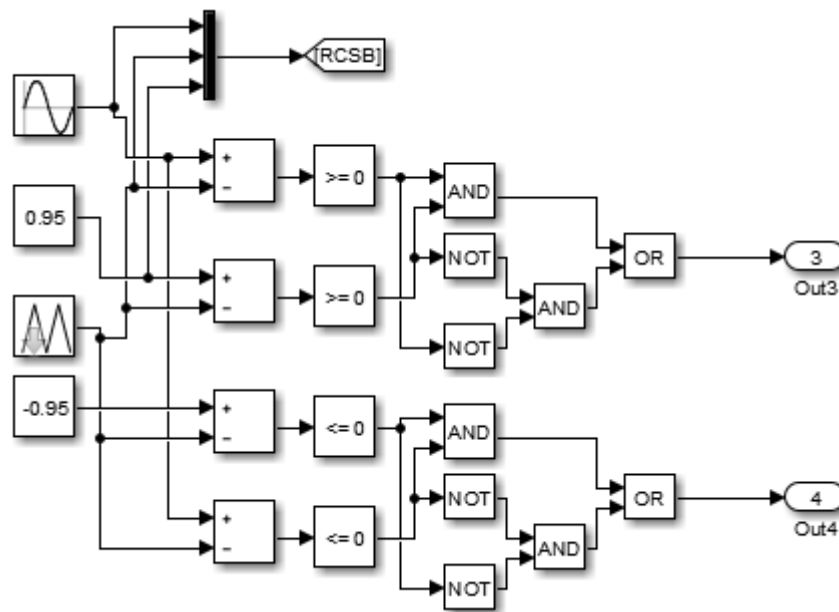 [RCSB]
+
−
>= 0
AND
0.95
NOT
OR
3
Out3
+
−
>= 0
AND
NOT
-0.95
+
−
<= 0
AND
NOT
OR
4
Out4
+
−
<= 0
AND
NOT